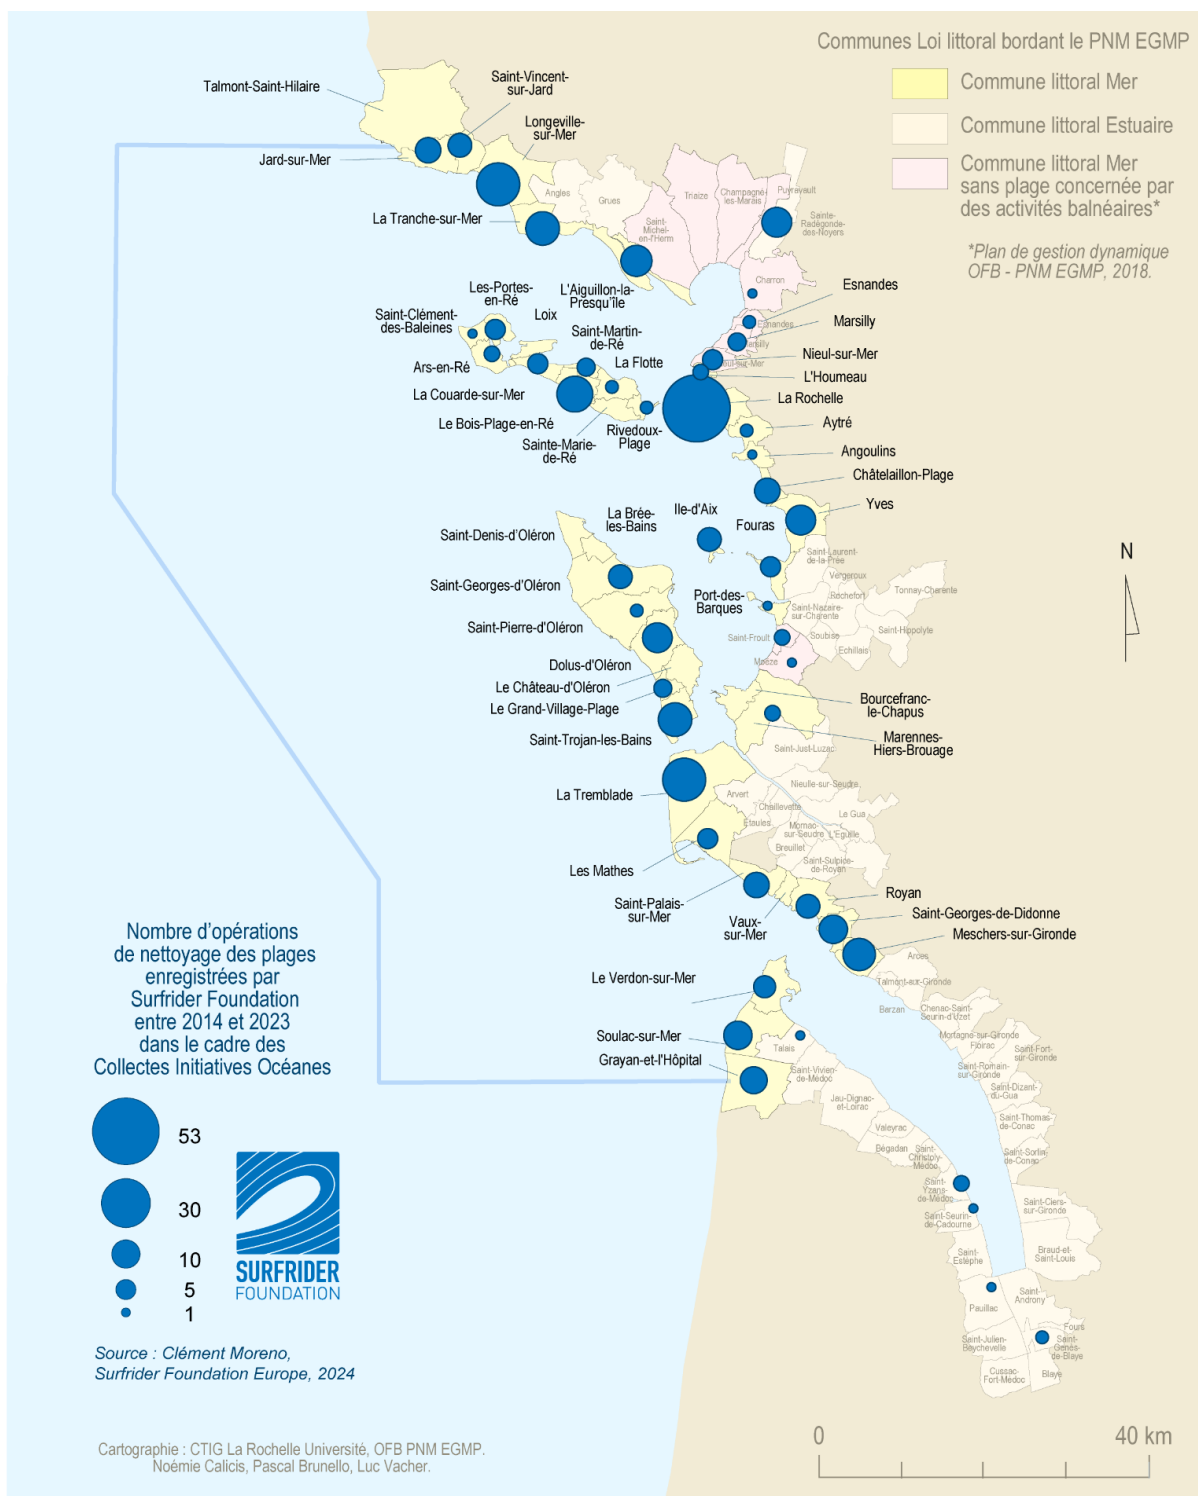 Communes Loi littoral bordant le PNM EGMP
Commune littoral Mer
Commune littoral Estuaire
Commune littoral Mer
sans plage concernée par
des activités balnéaires*
*Plan de gestion dynamique
OFB - PNM EGMP, 2018.
Talmont-Saint-Hilaire
Saint-Vincent-
sur-Jard
Longeville-
sur-Mer
Jard-sur-Mer
La Tranche-sur-Mer
Angles
Grues
Saint-
Michel-
en-l'Herm
Triaize
Champagné-
les-Marais
Puyravault
Sainte-
Radégonde-
des-Noyers
Charron
L'Aiguillon-la-
Presqu'île
Les-Portes-
en-Ré
Loix
Saint-Clément-
des-Baleines
Saint-Martin-
de-Ré
La Flotte
Ars-en-Ré
La Couarde-sur-Mer
Le Bois-Plage-en-Ré
Sainte-Marie-
de-Ré
Rivedoux-
Plage
Esnandes
Esnandes
Marsilly
Nieul-sur-Mer
L'Houmeau
La Rochelle
Aytré
Angoulins
Châtelaillon-Plage
Yves
Ile-d'Aix
Fouras
La Brée-
les-Bains
Saint-Denis-d'Oléron
Saint-Georges-d'Oléron
Saint-Pierre-d'Oléron
Dolus-d'Oléron
Le Château-d'Oléron
Le Grand-Village-Plage
Saint-Trojan-les-Bains
Port-des-
Barques
Saint-Laurent-
de-la-Prée
Vergeroux
Rochefort
Tonnay-Charente
Saint-Nazaire-
sur-Charente
Soubise
Saint-Hippolyte
Echillais
Saint-Froult
Moëze
N
Bourcefranc-
le-Chapus
Marennes-
Hiers-Brouage
Saint-Just-Luzac
La Tremblade
Nieulle-sur-Seudre
Arvert
Chaillevette
Le Gua
Etaules
Mornac-
sur-Seudre
L'Eguille
Breuillet
Saint-Sulpice-
de-Royan
Les Mathes
Saint-Palais-
sur-Mer
Vaux-
sur-Mer
Royan
Saint-Georges-de-Didonne
Meschers-sur-Gironde
Arces
Talmont-sur-Gironde
Barzan
Chenac-Saint-
Seurin-d'Uzet
Mortagne-sur-Gironde
Floirac
Saint-Fort-
sur-Gironde
Saint-Romain-
sur-Gironde
Saint-Dizant-
du-Gua
Saint-Thomas-
de-Conac
Saint-Sorlin-
de-Conac
Saint-Ciers-
sur-Gironde
Braud-et-
Saint-Louis
Le Verdon-sur-Mer
Soulac-sur-Mer
Grayan-et-l'Hôpital
Talais
Saint-Vivien-
de-Médoc
Jau-Dignac-
et-Loirac
Valeyrac
Bégadan
Saint-
Christoly-
Médoc
Saint-
Yzans-
de-Médoc
Saint-Seurin-
de-Cadourne
Saint-
Estèphe
Pauillac
Saint-
Androny
Fours
Saint-
Genès-
de-Blaye
Saint-Julien-
Beychevelle
Cussac-
Fort-Médoc
Blaye
Nombre d'opérations
de nettoyage des plages
enregistrées par
Surfrider Foundation
entre 2014 et 2023
dans le cadre des
Collectes Initiatives Océanes
53
30
10
5
1
SURFRIDER
FOUNDATION
Source : Clément Moreno,
Surfrider Foundation Europe, 2024
Cartographie : CTIG La Rochelle Université, OFB PNM EGMP.
Noémie Calicis, Pascal Brunello, Luc Vacher.
0
40 km